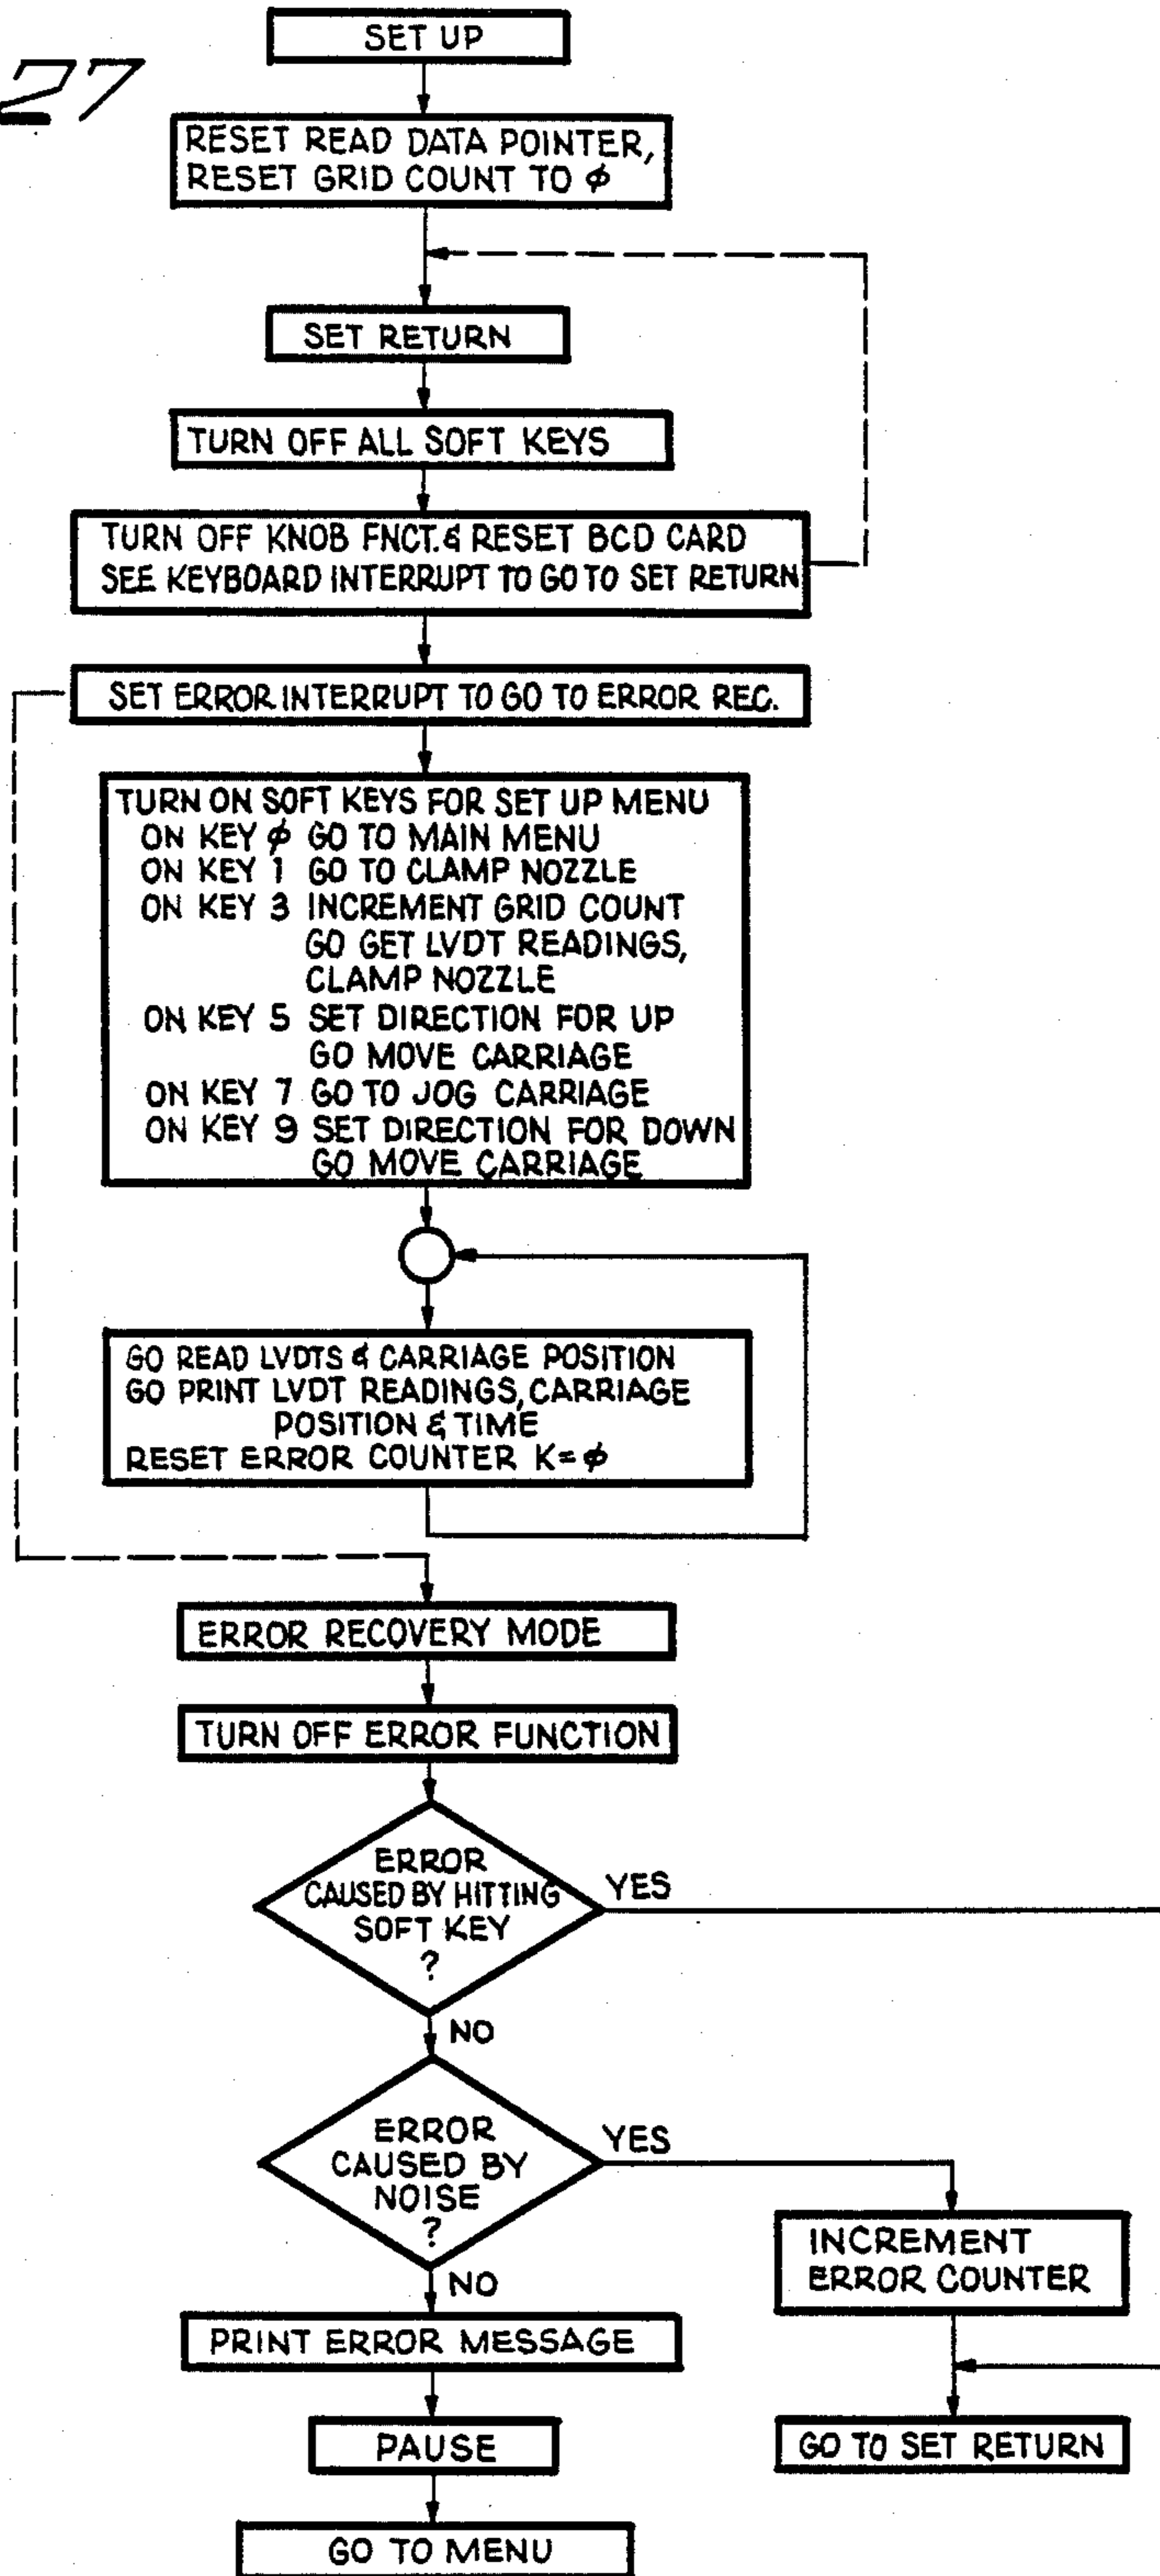 27
SET UP
RESET READ DATA POINTER,
RESET GRID COUNT TO ϕ
SET RETURN
TURN OFF ALL SOFT KEYS
TURN OFF KNOB FNCT. & RESET BCD CARD
SEE KEYBOARD INTERRUPT TO GO TO SET RETURN
SET ERROR INTERRUPT TO GO TO ERROR REC.
TURN ON SOFT KEYS FOR SET UP MENU
ON KEY ϕ GO TO MAIN MENU
ON KEY 1 GO TO CLAMP NOZZLE
ON KEY 3 INCREMENT GRID COUNT
GO GET LVDT READINGS,
CLAMP NOZZLE
ON KEY 5 SET DIRECTION FOR UP
GO MOVE CARRIAGE
ON KEY 7 GO TO JOG CARRIAGE
ON KEY 9 SET DIRECTION FOR DOWN
GO MOVE CARRIAGE
GO READ LVDTS & CARRIAGE POSITION
GO PRINT LVDT READINGS, CARRIAGE
POSITION & TIME
RESET ERROR COUNTER K=ϕ
ERROR RECOVERY MODE
TURN OFF ERROR FUNCTION
ERROR
CAUSED BY HITTING
SOFT KEY
?
YES
NO
ERROR
CAUSED BY
NOISE
?
YES
NO
INCREMENT
ERROR COUNTER
PRINT ERROR MESSAGE
PAUSE
GO TO SET RETURN
GO TO MENU